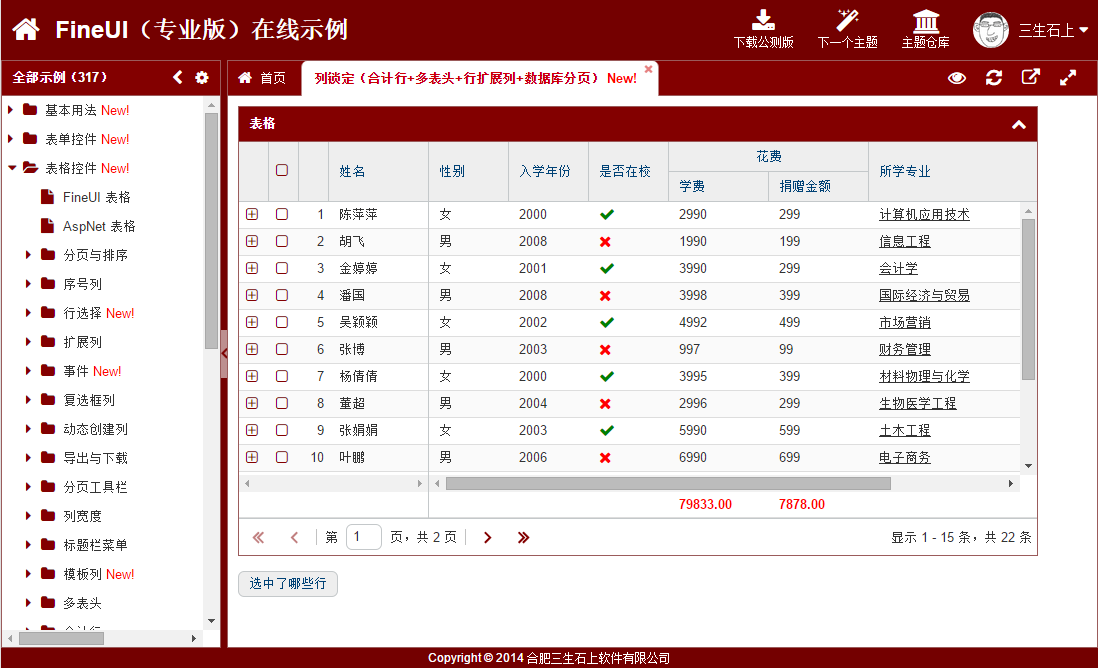 FineUI（专业版）在线示例
下载公测版 下一个主题 主题仓库 三生石上
全部示例（317）
首页 列锁定（合计行+多表头+行扩展列+数据库分页） New!
基本用法 New!
表单控件 New!
表格控件 New!
FineUI 表格
AspNet 表格
分页与排序
序号列
行选择 New!
扩展列
事件 New!
复选框列
动态创建列
导出与下载
分页工具栏
列宽度
标题栏菜单
模板列 New!
多表头
合计行
表格
姓名 性别 入学年份 是否在校 花费 所学专业
学费 捐赠金额
1 陈萍萍 女 2000 2990 299 计算机应用技术
2 胡飞 男 2008 1990 199 信息工程
3 金婷婷 女 2001 3990 299 会计学
4 潘国 男 2008 3998 399 国际经济与贸易
5 吴颖颖 女 2002 4992 499 市场营销
6 张博 男 2003 997 99 财务管理
7 杨倩倩 女 2000 3995 399 材料物理与化学
8 董超 男 2004 2996 299 生物医学工程
9 张娟娟 女 2003 5990 599 土木工程
10 叶鹏 男 2006 6990 699 电子商务
79833.00 7878.00
第 1 页，共 2 页 显示 1 - 15 条，共 22 条
选中了哪些行
Copyright © 2014 合肥三生石上软件有限公司